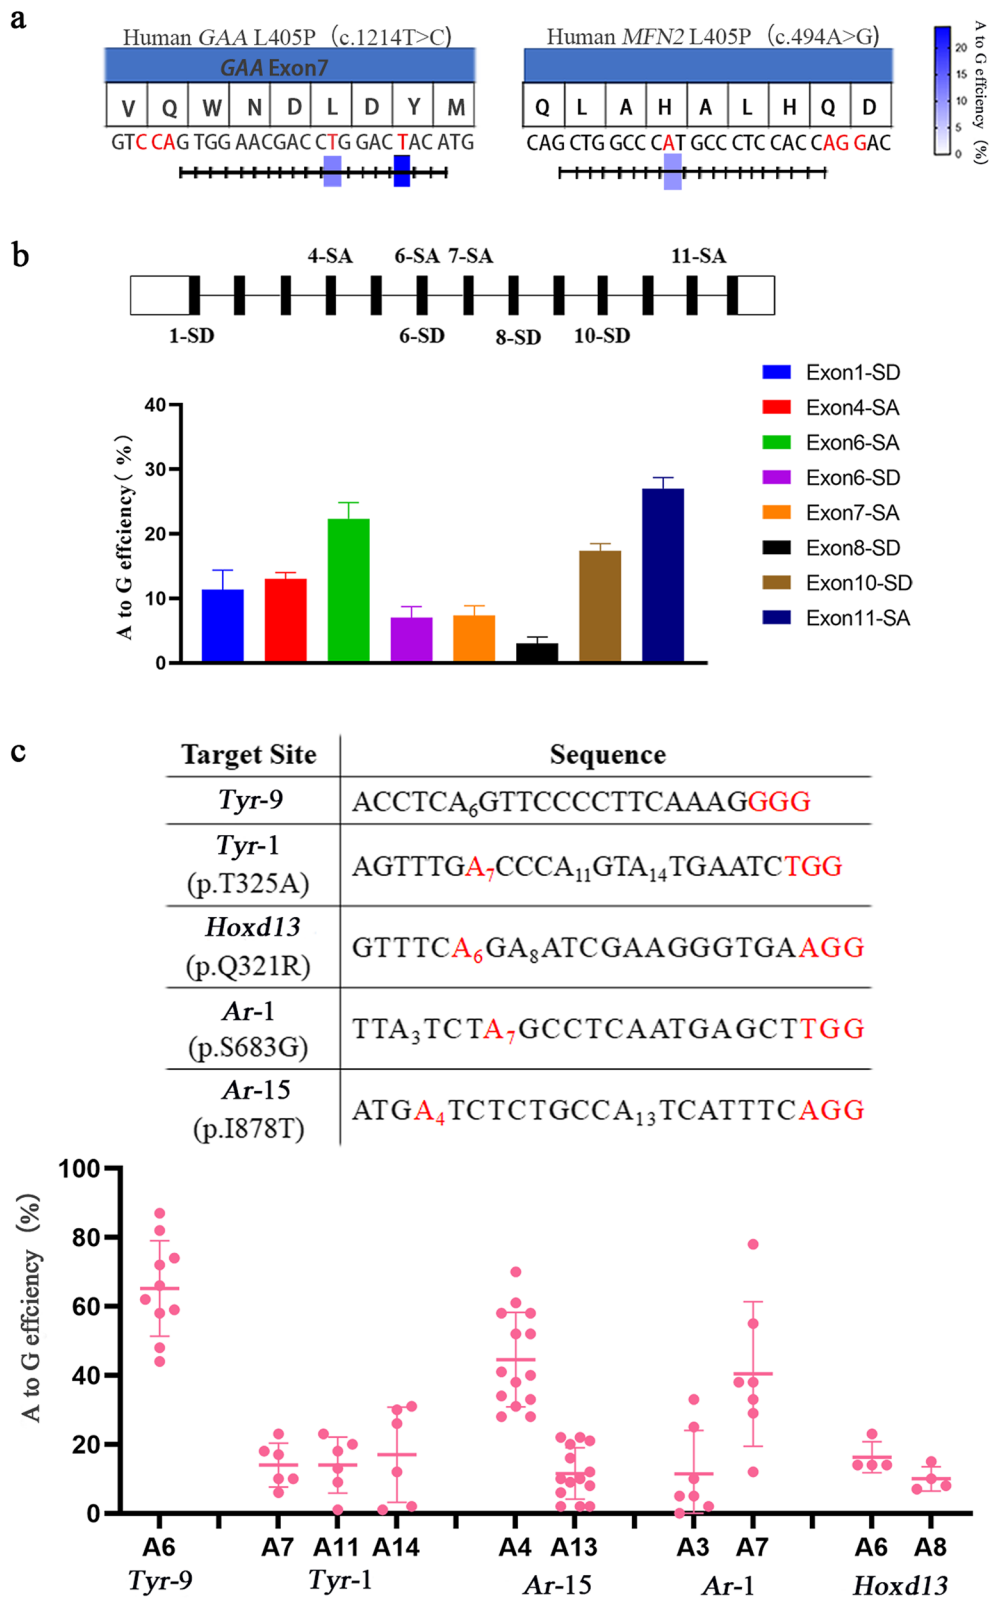 a
Human GAA L405P (c.1214T>C)
GAA Exon7
V Q W N D L D Y M
GTC CAG TGG AACGAC CTG GAC TAC ATG
Human MFN2 L405P (c.494A>G)
Q L A H A L H Q D
CAG CTG GCC CAT GCC CTC CACC AGG AC
A to G effciency (%)
20
15
10
5
0
b
4-SA 6-SA 7-SA 11-SA
1-SD 6-SD 8-SD 10-SD
A to G effciency( %)
40
30
20
10
0
Exon1-SD
Exon4-SA
Exon6-SA
Exon6-SD
Exon7-SA
Exon8-SD
Exon10-SD
Exon11-SA
c
Target Site Sequence
Tyr-9 ACCTCA6GTTCCCCTTCAAAGGGG
Tyr-1
(p.T325A)
AGTTTGA7CCCA11GTA14TGAATCTGG
Hoxd13
(p.Q321R)
GTTTCA6GA8ATCGAAGGGTGAAGG
Ar-1
(p.S683G)
TTA3TCTA7GCCTCAATGAGCTTGG
Ar-15
(p.I878T)
ATGA4TCTCTGCCA13TCATTTCAGG
A to G effciency (%)
100
80
60
40
20
0
A6 A7 A11 A14 A4 A13 A3 A7 A6 A8
Tyr-9 Tyr-1 Ar-15 Ar-1 Hoxd13